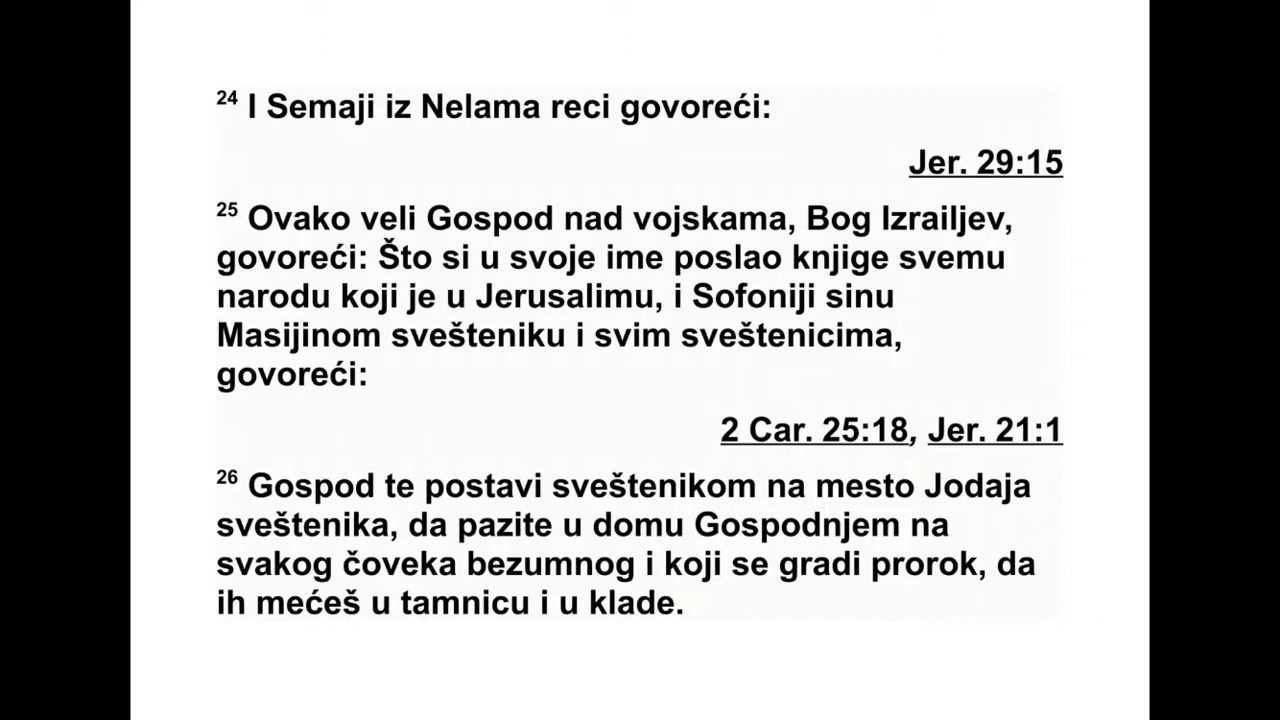 24 I Semaji iz Nelama reci govoreći:
Jer. 29:15
25 Ovako veli Gospod nad vojskama, Bog Izrailjev,
govoreći: Što si u svoje ime poslao knjige svemu
narodu koji je u Jerusalimu, i Sofoniji sinu
Masijinom svešteniku i svim sveštenicima,
govoreći:
2 Car. 25:18, Jer. 21:1
26 Gospod te postavi sveštenikom na mesto Jodaja
sveštenika, da pazite u domu Gospodnjem na
svakog čoveka bezumnog i koji se gradi prorok, da
ih mećeš u tamnicu i u klade.